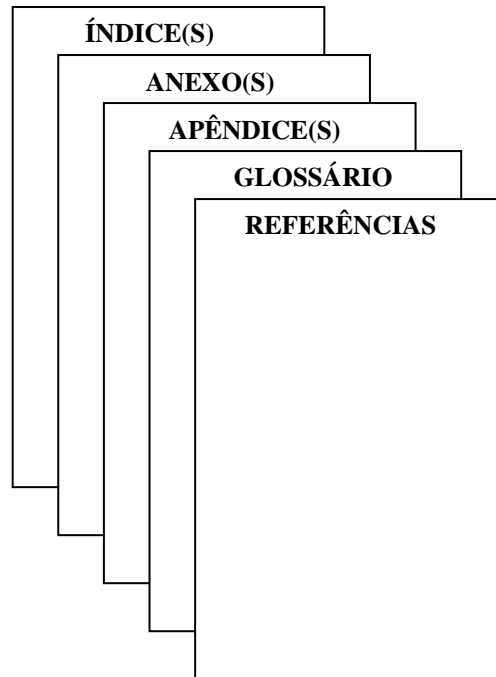 ÍNDICE(S)
ANEXO(S)
APÊNDICE(S)
GLOSSÁRIO
REFERÊNCIAS